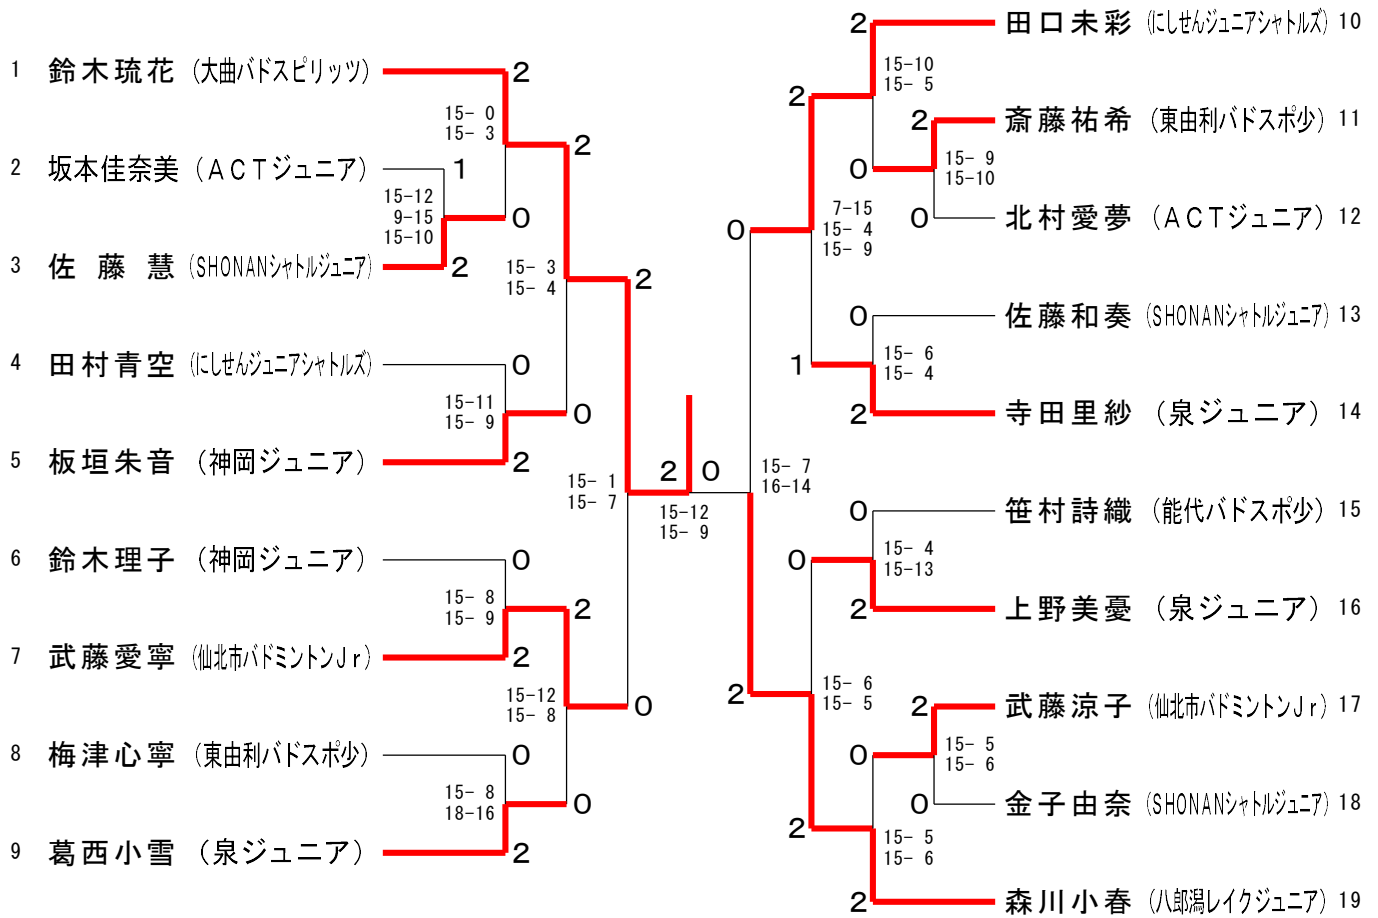 1 鈴木琉花 (大曲バドスピリッツ) 2
15- 0
15- 3
2
2 坂本佳奈美 (ＡＣＴジュニア) 1
15-12
9-15
15-10
0
3 佐藤慧 (SHONANシャトルジュニア) 2
15- 3
15- 4
2
4 田村青空 (にしせんジュニアシャトルズ) 0
15-11
15- 9
0
5 板垣朱音 (神岡ジュニア) 2
15- 1
15- 7
6 鈴木理子 (神岡ジュニア) 0
15- 8
15- 9
2
7 武藤愛寧 (仙北市バドミントンＪｒ) 2
15-12
15- 8
0
8 梅津心寧 (東由利バドスポ少) 0
15- 8
18-16
0
9 葛西小雪 (泉ジュニア) 2
2 0
15-12
15- 9
2 田口未彩 (にしせんジュニアシャトルズ) 10
15-10
15- 5
2
2 斎藤祐希 (東由利バドスポ少) 11
0
15- 9
15-10
0 北村愛夢 (ＡＣＴジュニア) 12
0
7-15
15- 4
15- 9
0 佐藤和奏 (SHONANシャトルジュニア) 13
1
15- 6
15- 4
2 寺田里紗 (泉ジュニア) 14
15- 7
16-14
0 笹村詩織 (能代バドスポ少) 15
0
15- 4
15-13
2 上野美憂 (泉ジュニア) 16
2
15- 6
15- 5
2 武藤涼子 (仙北市バドミントンＪｒ) 17
0
15- 5
15- 6
0 金子由奈 (SHONANシャトルジュニア) 18
2
15- 5
15- 6
2 森川小春 (八郎潟レイクジュニア) 19